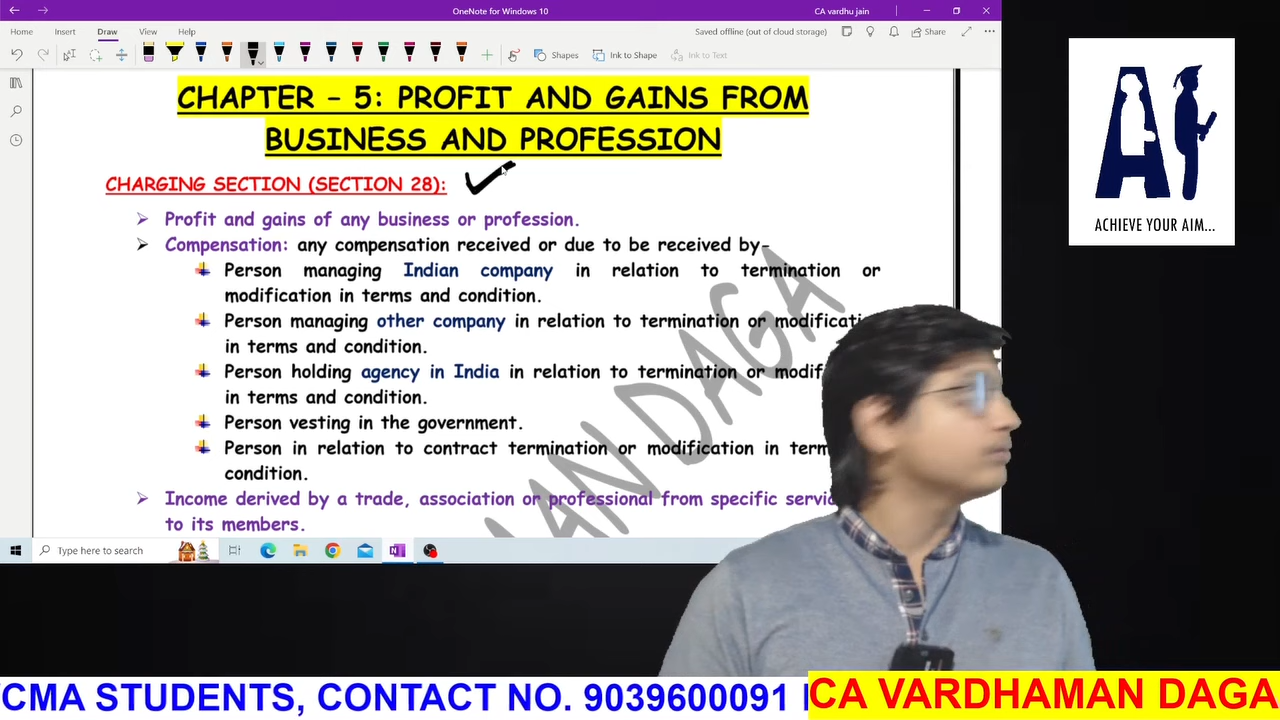 OneNote for Windows 10
CA vardhu jain
Home Insert Draw View Help
Saved offline (out of cloud storage)
Share
Shapes
Ink to Shape
Ink to Text
CHAPTER – 5: PROFIT AND GAINS FROM
BUSINESS AND PROFESSION
CHARGING SECTION (SECTION 28):
Profit and gains of any business or profession.
Compensation: any compensation received or due to be received by-
Person managing Indian company in relation to termination or
modification in terms and condition.
Person managing other company in relation to termination or modificati
in terms and condition.
Person holding agency in India in relation to termination or modif
in terms and condition.
Person vesting in the government.
Person in relation to contract termination or modification in term
condition.
Income derived by a trade, association or professional from specific servi
to its members.
MAN DAGA
Type here to search
AI
ACHIEVE YOUR AIM...
CMA STUDENTS, CONTACT NO. 9039600091
CA VARDHAMAN DAGA